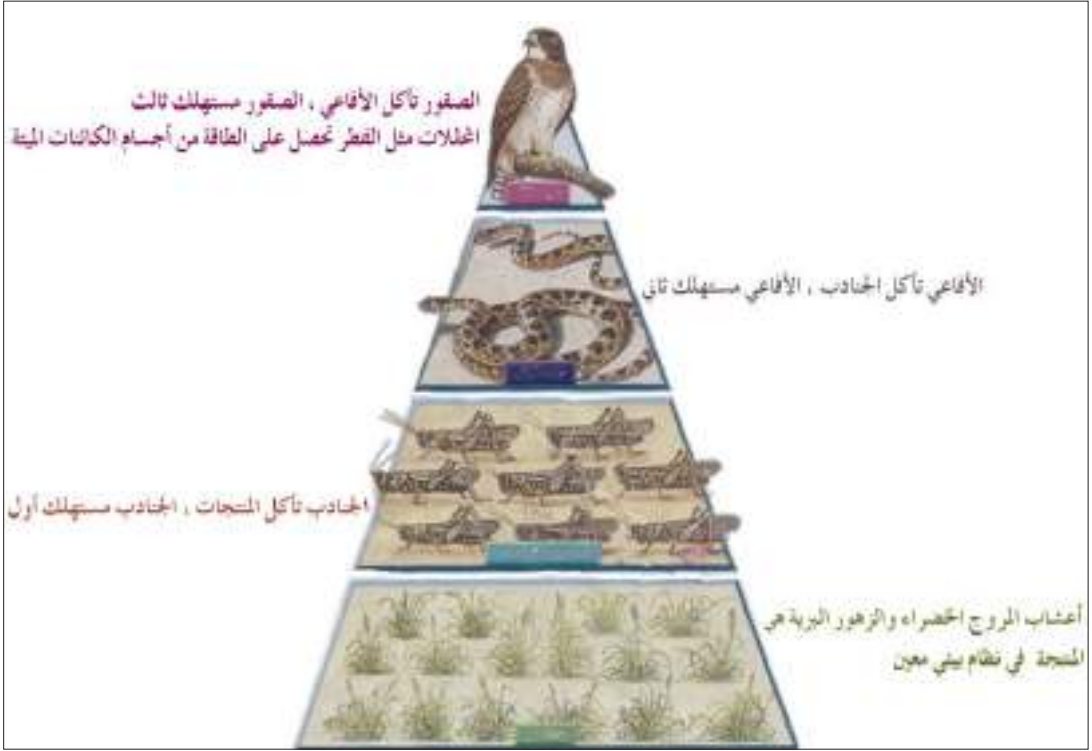 الصقور تأكل الأفاعي ، الصقور مستهلك ثالث
المحللات مثل الفطر تحصل على الطاقة من أجسام الكائنات الميتة
الأفاعي تأكل الجنادب ، الأفاعي مستهلك ثاني
الجنادب تأكل المنتجات ، الجنادب مستهلك أول
أعشاب المروج الخضراء والزهور البرية هي
المنتجة في نظام بيئي معين